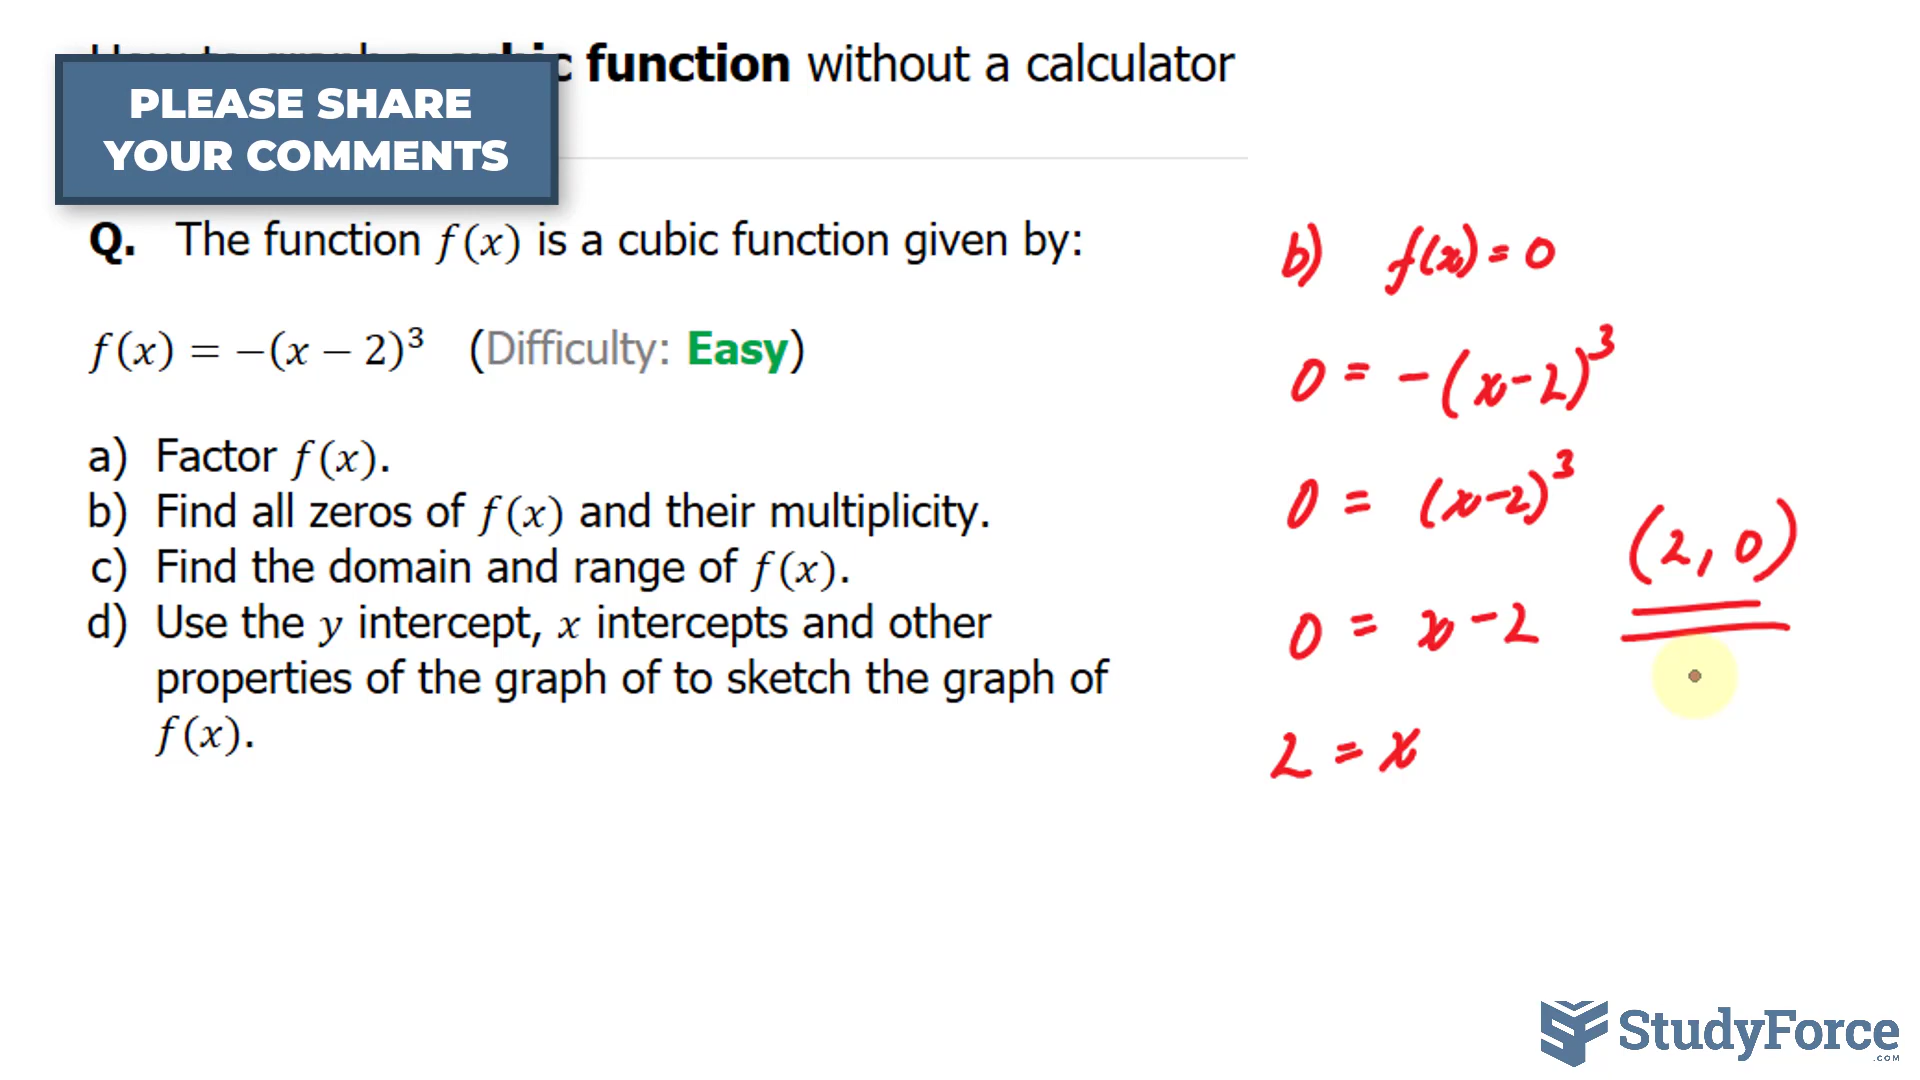 cubic function without a calculator
PLEASE SHARE
YOUR COMMENTS
Q. The function f(x) is a cubic function given by:
f(x) = −(x − 2)³ (Difficulty: Easy)
a) Factor f(x).
b) Find all zeros of f(x) and their multiplicity.
c) Find the domain and range of f(x).
d) Use the y intercept, x intercepts and other
properties of the graph of to sketch the graph of
f(x).
b) f(x) = 0
0 = -(x-2)³
0 = (x-2)³
(2, 0)
0 = x-2
2 = x
StudyForce
.COM